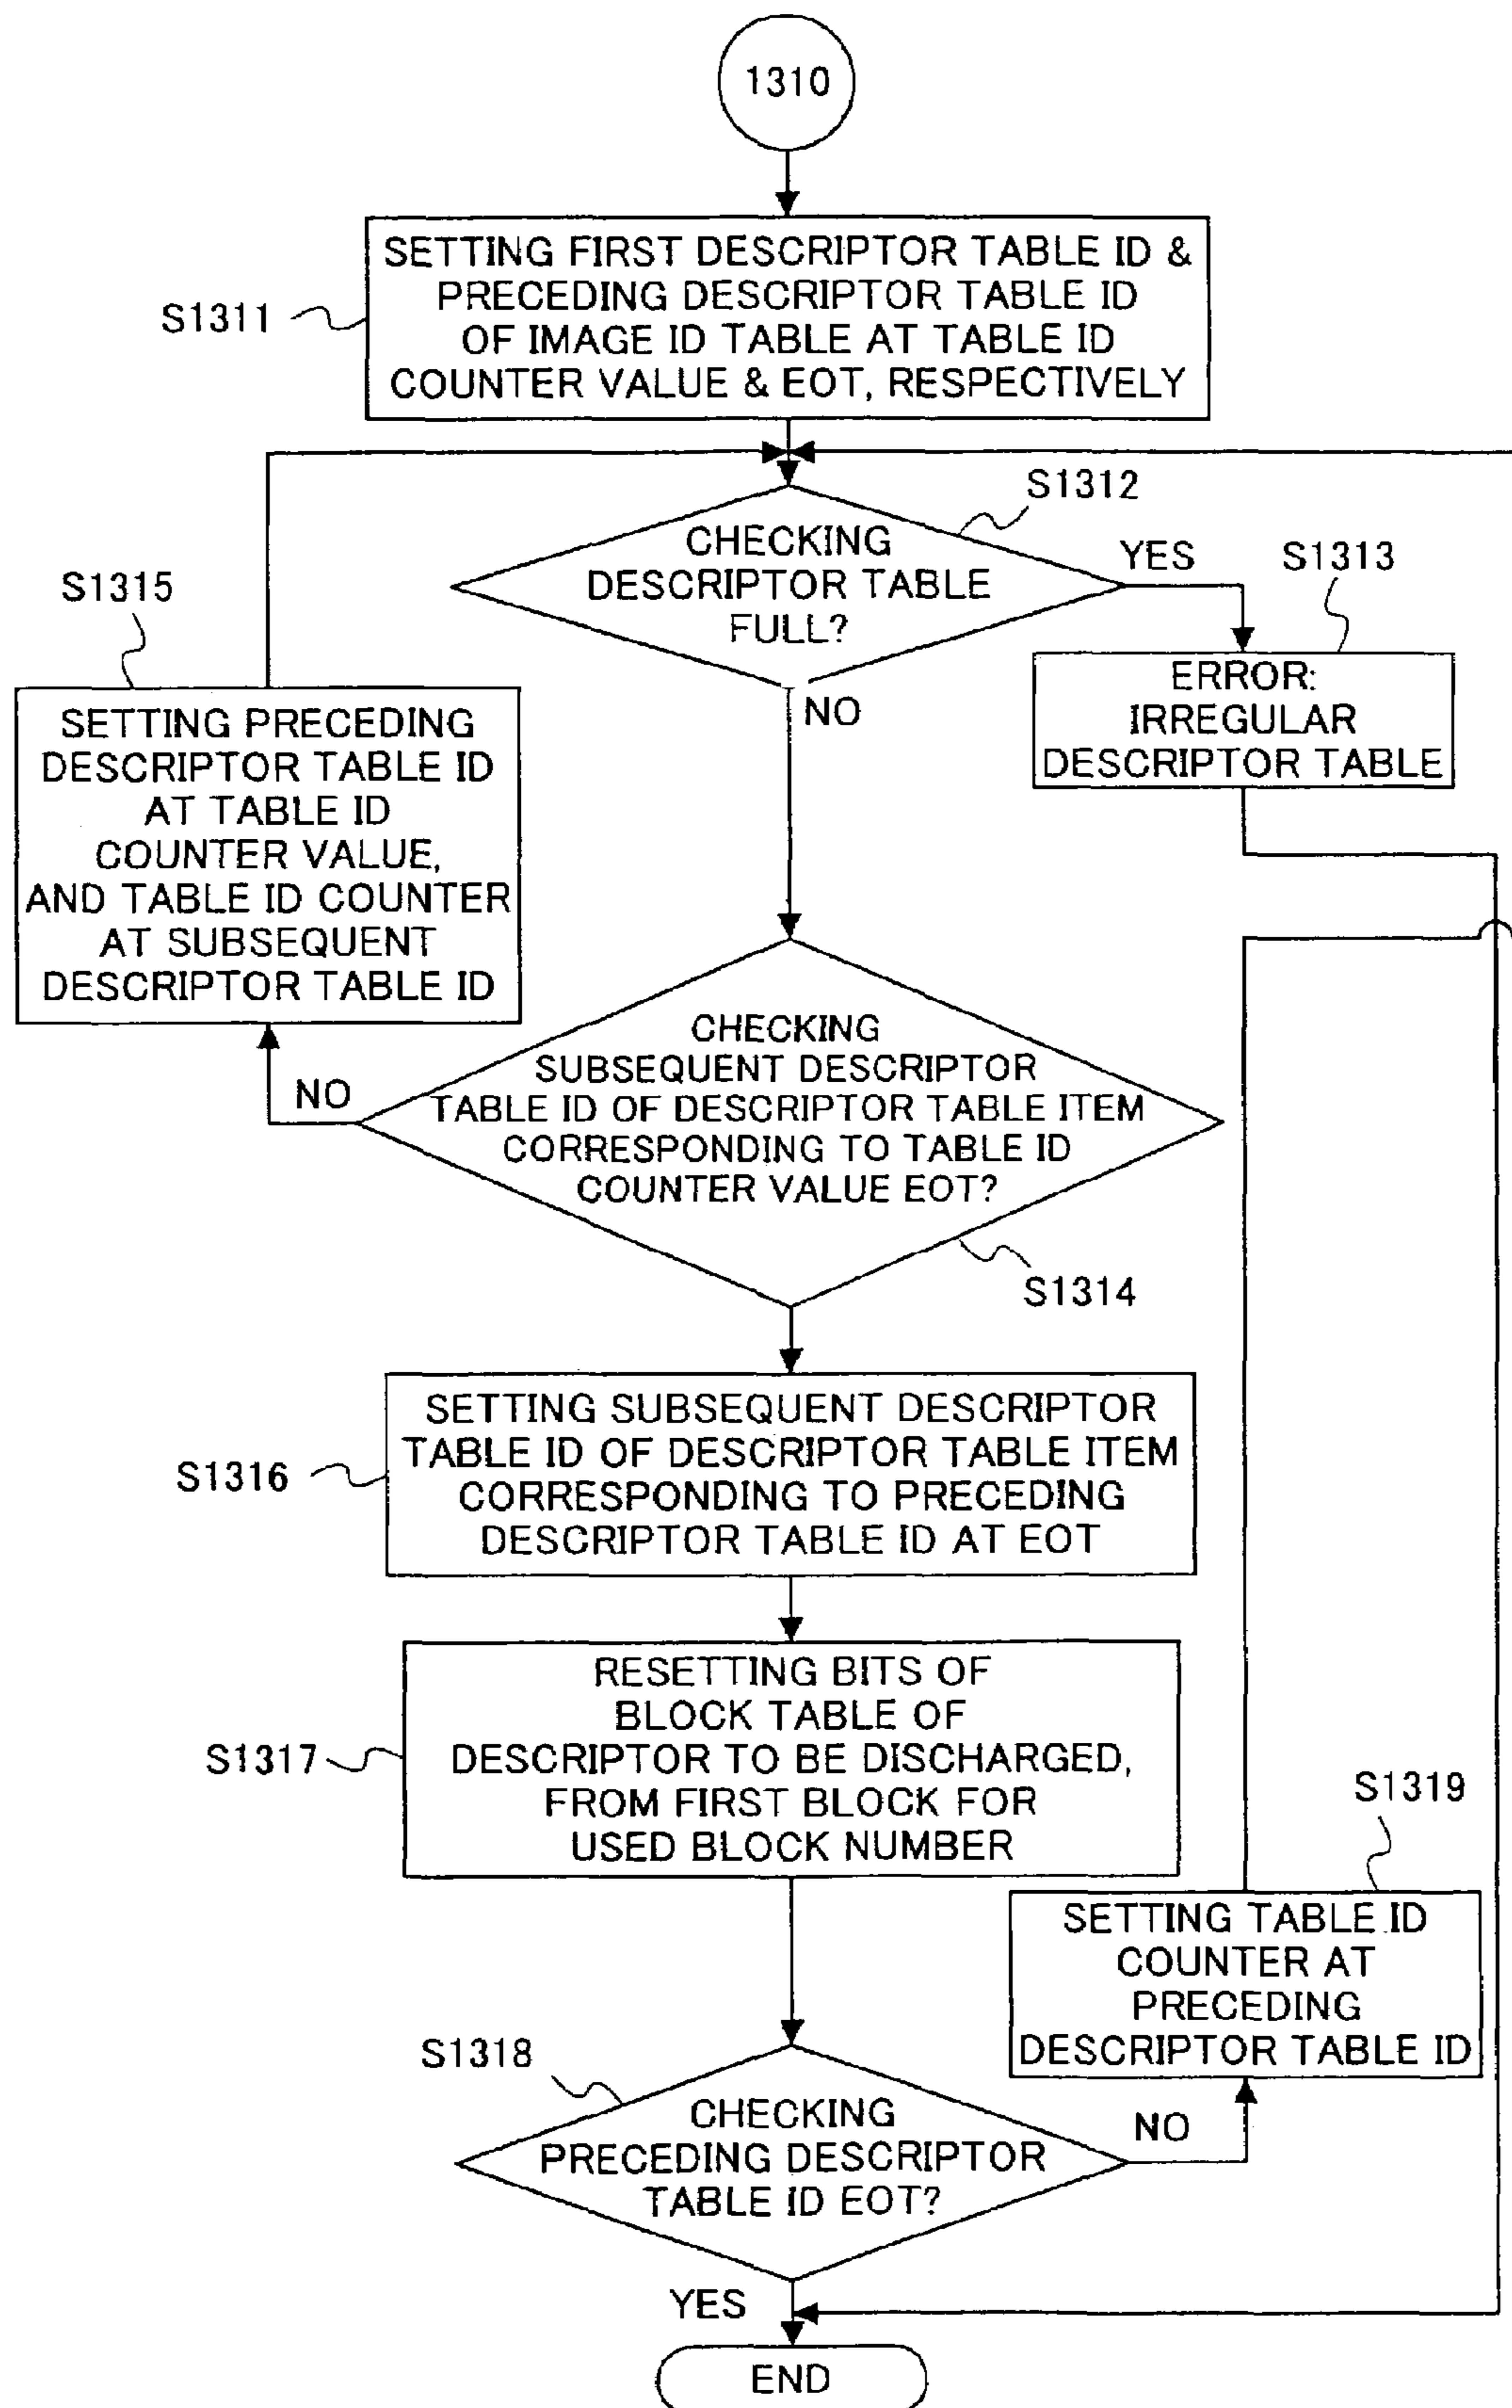 1310
SETTING FIRST DESCRIPTOR TABLE ID &
PRECEDING DESCRIPTOR TABLE ID
OF IMAGE ID TABLE AT TABLE ID
COUNTER VALUE & EOT, RESPECTIVELY
S1311
S1312
CHECKING
DESCRIPTOR TABLE
FULL?
YES
NO
S1313
ERROR:
IRREGULAR
DESCRIPTOR TABLE
S1315
SETTING PRECEDING
DESCRIPTOR TABLE ID
AT TABLE ID
COUNTER VALUE,
AND TABLE ID COUNTER
AT SUBSEQUENT
DESCRIPTOR TABLE ID
NO
CHECKING
SUBSEQUENT DESCRIPTOR
TABLE ID OF DESCRIPTOR TABLE ITEM
CORRESPONDING TO TABLE ID
COUNTER VALUE EOT?
S1314
SETTING SUBSEQUENT DESCRIPTOR
TABLE ID OF DESCRIPTOR TABLE ITEM
CORRESPONDING TO PRECEDING
DESCRIPTOR TABLE ID AT EOT
S1316
RESETTING BITS OF
BLOCK TABLE OF
DESCRIPTOR TO BE DISCHARGED,
FROM FIRST BLOCK FOR
USED BLOCK NUMBER
S1317
S1319
SETTING TABLE ID
COUNTER AT
PRECEDING
DESCRIPTOR TABLE ID
S1318
CHECKING
PRECEDING DESCRIPTOR
TABLE ID EOT?
NO
YES
END